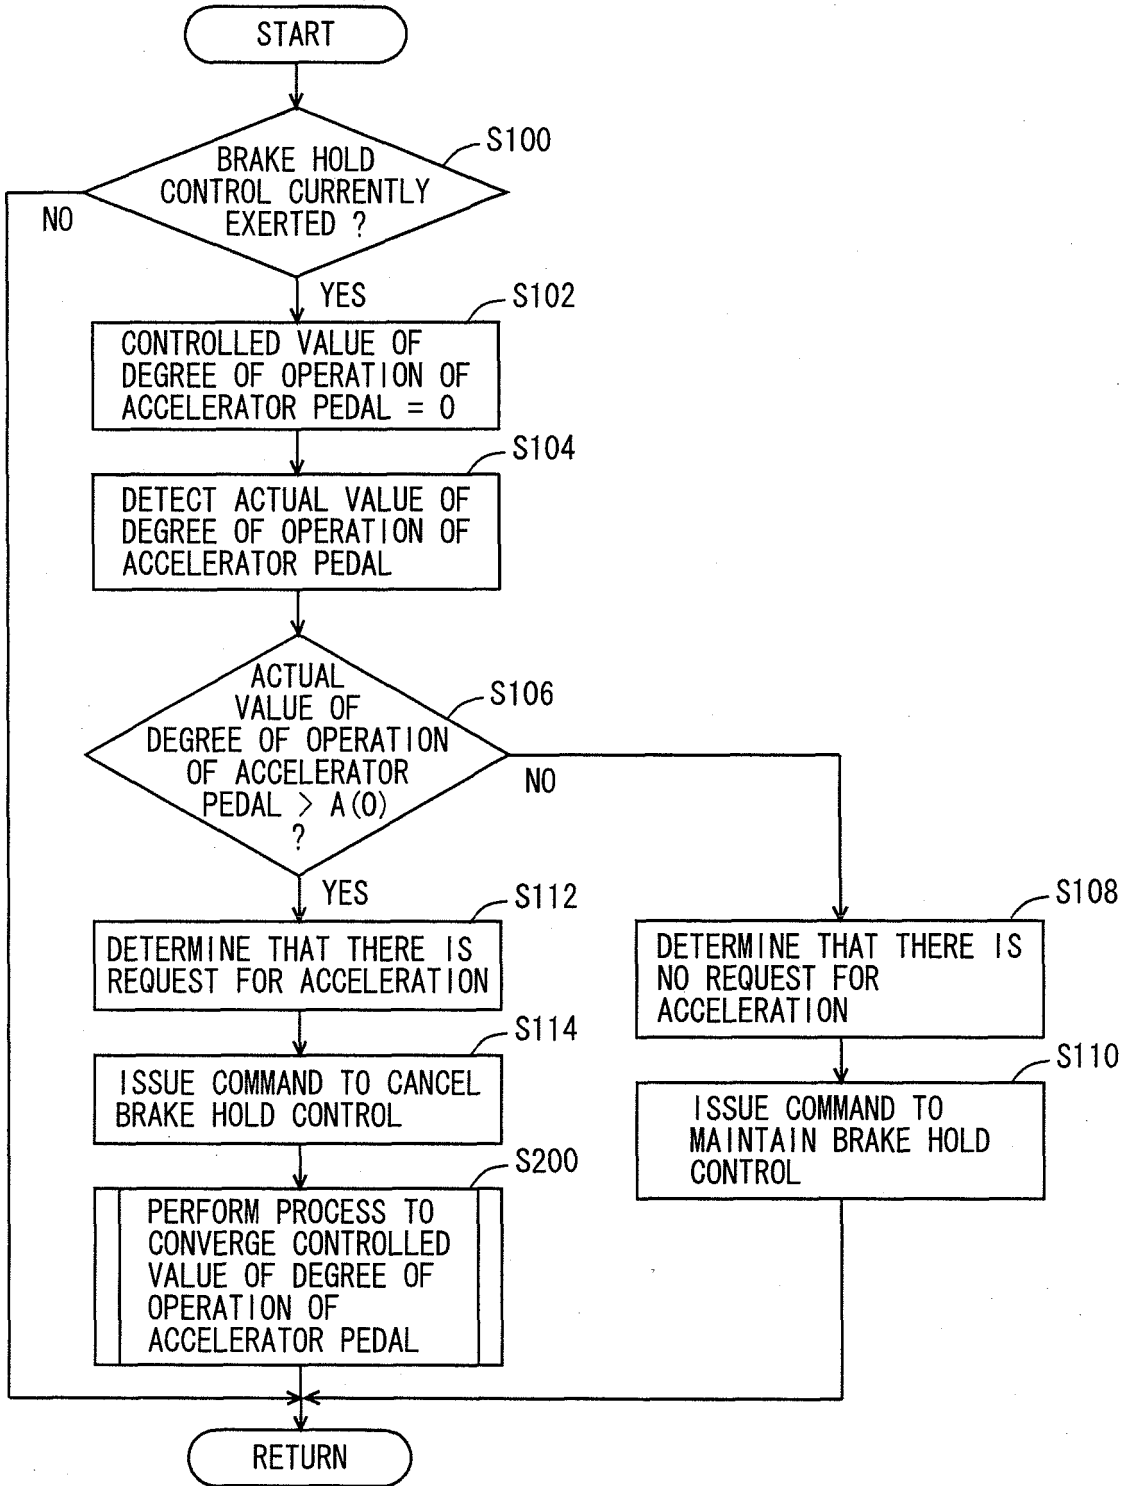 START
S100
BRAKE HOLD
CONTROL CURRENTLY
EXERTED ?
NO
YES
S102
CONTROLLED VALUE OF
DEGREE OF OPERATION OF
ACCELERATOR PEDAL = 0
S104
DETECT ACTUAL VALUE OF
DEGREE OF OPERATION OF
ACCELERATOR PEDAL
S106
ACTUAL
VALUE OF
DEGREE OF OPERATION
OF ACCELERATOR
PEDAL > A(0)
?
NO
YES
S112
DETERMINE THAT THERE IS
REQUEST FOR ACCELERATION
S108
DETERMINE THAT THERE IS
NO REQUEST FOR
ACCELERATION
S114
ISSUE COMMAND TO CANCEL
BRAKE HOLD CONTROL
S110
ISSUE COMMAND TO
MAINTAIN BRAKE HOLD
CONTROL
S200
PERFORM PROCESS TO
CONVERGE CONTROLLED
VALUE OF DEGREE OF
OPERATION OF
ACCELERATOR PEDAL
RETURN